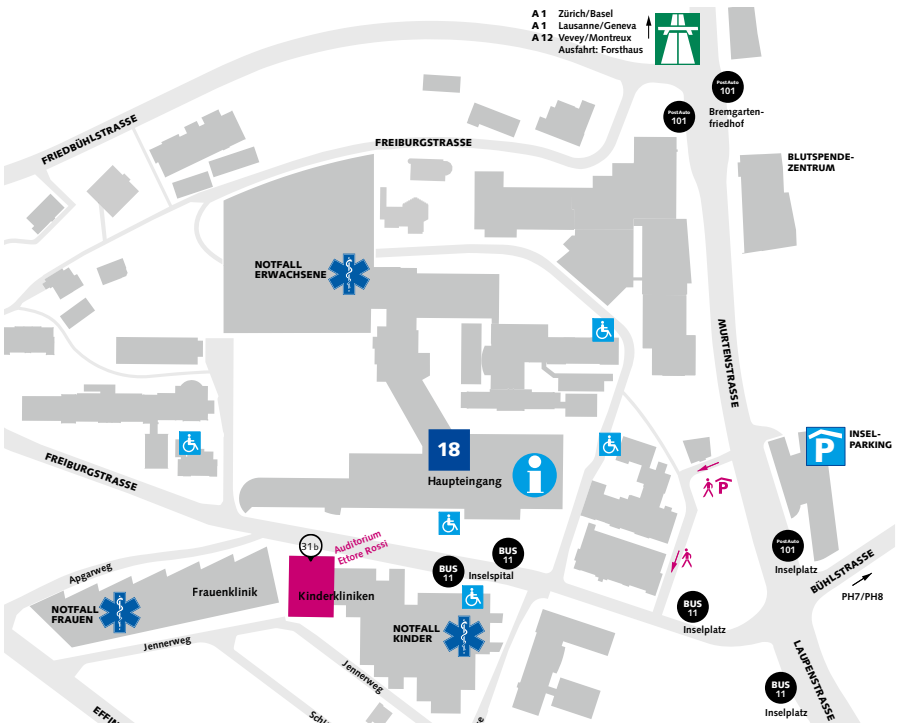 A 1 Zürich/Basel
A 1 Lausanne/Geneva
A 12 Vevey/Montreux
Ausfahrt: Forsthaus
PostAuto
101
PostAuto
101
Bremgarten-
friedhof
FRIEDBÜHLSTRASSE
FREIBURGSTRASSE
BLUTSPENDE-
ZENTRUM
NOTFALL
ERWACHSENE
MURTENSTRASSE
18
Haupteingang
i
P
INSEL-
PARKING
FREIBURGSTRASSE
P
31b
Auditorium
Ettore Rossi
BUS
11
BUS
11
Inselspital
PostAuto
101
Inselplatz
BÜHLSTRASSE
PH7/PH8
Apgarweg
Frauenklinik
Kinderkliniken
NOTFALL
FRAUEN
NOTFALL
KINDER
BUS
11
Inselplatz
Jennerweg
Jennerweg
LAUPENSTRASSE
BUS
11
Inselplatz
EFFIN
Schl